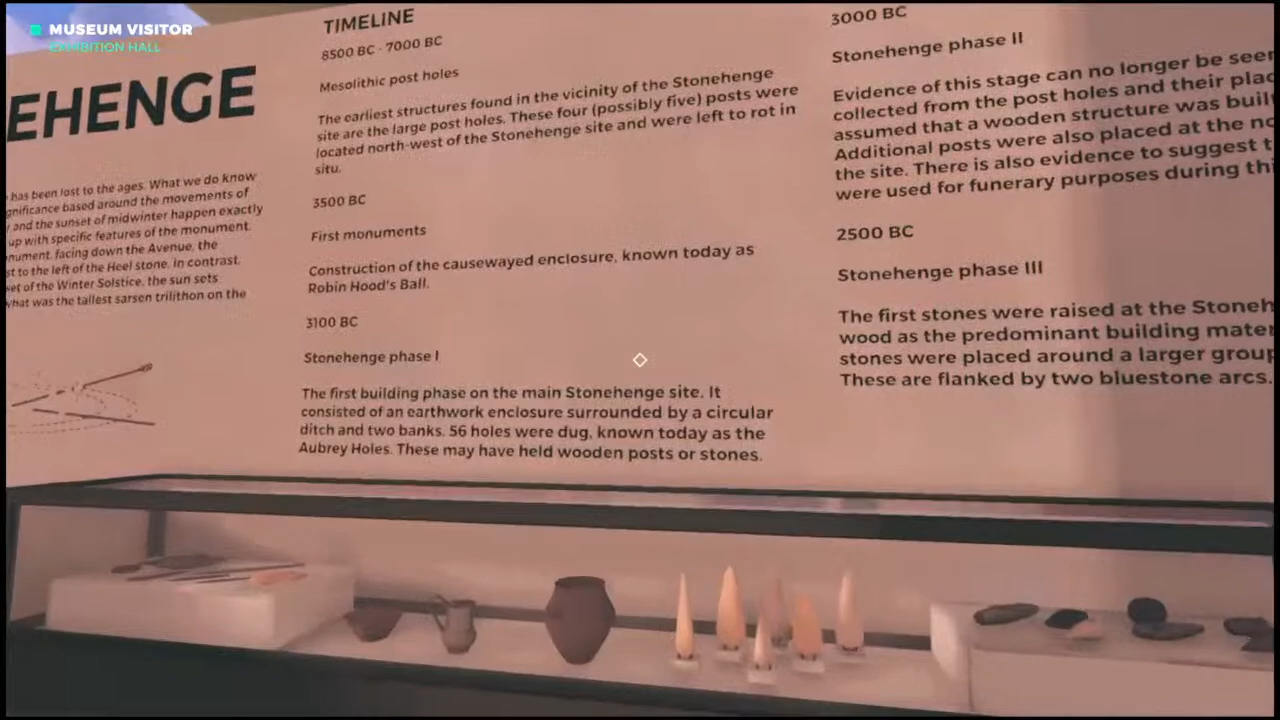 MUSEUM VISITOR
EXHIBITION HALL
EHENGE
has been lost to the ages. What we do know
based around the movements of
and the sunset of midwinter happen exactly
up with specific features of the monument.
facing down the Avenue, the
to the left of the Heel stone. In contrast,
of the Winter Solstice, the sun sets
what was the tallest sarsen trilithon on the
TIMELINE
8500 BC - 7000 BC
Mesolithic post holes
The earliest structures found in the vicinity of the Stonehenge
site are the large post holes. These four (possibly five) posts were
located north-west of the Stonehenge site and were left to rot in
situ.
3500 BC
First monuments
Construction of the causewayed enclosure, known today as
Robin Hood's Ball.
3100 BC
Stonehenge phase I
The first building phase on the main Stonehenge site. It
consisted of an earthwork enclosure surrounded by a circular
ditch and two banks. 56 holes were dug, known today as the
Aubrey Holes. These may have held wooden posts or stones.
3000 BC
Stonehenge phase II
Evidence of this stage can no longer be seen
collected from the post holes and their
assumed that a wooden structure was
Additional posts were also placed at the
the site. There is also evidence to suggest
were used for funerary purposes during
2500 BC
Stonehenge phase III
The first stones were raised at the
wood as the predominant building
stones were placed around a larger
These are flanked by two bluestone arcs.